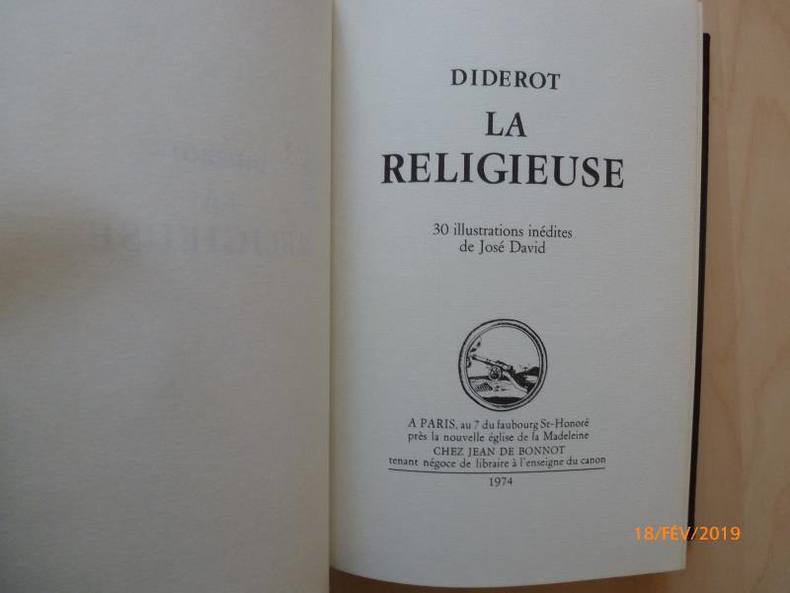 DIDEROT
LA
RELIGIEUSE
30 illustrations inédites
de José David
A PARIS, au 7 du faubourg St-Honoré
près la nouvelle église de la Madeleine
CHEZ JEAN DE BONNOT
tenant négoce de libraire à l'enseigne du canon
1974
18/FÉV/2019